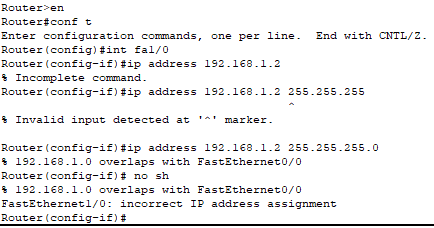 Router>en
Router#conf t
Enter configuration commands, one per line.  End with CNTL/Z.
Router(config)#int fa1/0
Router(config-if)#ip address 192.168.1.2
% Incomplete command.
Router(config-if)#ip address 192.168.1.2 255.255.255
^
% Invalid input detected at '^' marker.
Router(config-if)#ip address 192.168.1.2 255.255.255.0
% 192.168.1.0 overlaps with FastEthernet0/0
Router(config-if)# no sh
% 192.168.1.0 overlaps with FastEthernet0/0
FastEthernet1/0: incorrect IP address assignment
Router(config-if)#